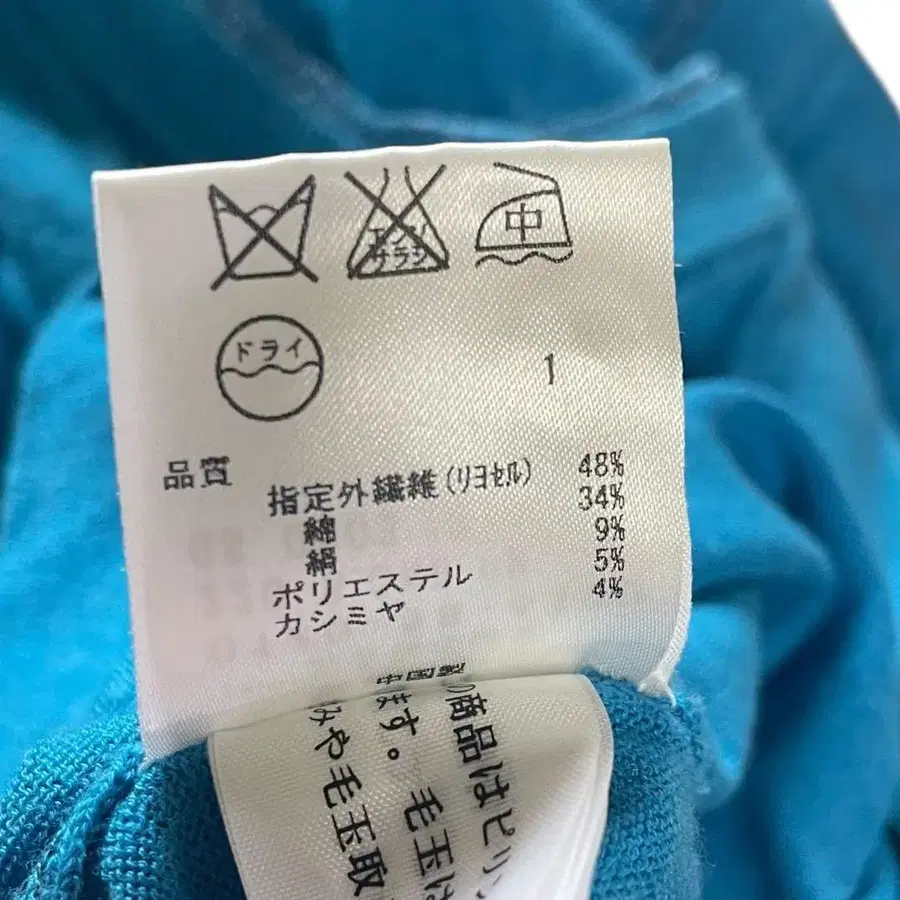 エンソ
サラシ
中
ドライ
1
品質
指定外繊維(リヨセル) 48%
綿 34%
絹 9%
ポリエステル 5%
カシミヤ 4%
の商品はピリ
ます。毛玉は
みや毛玉取